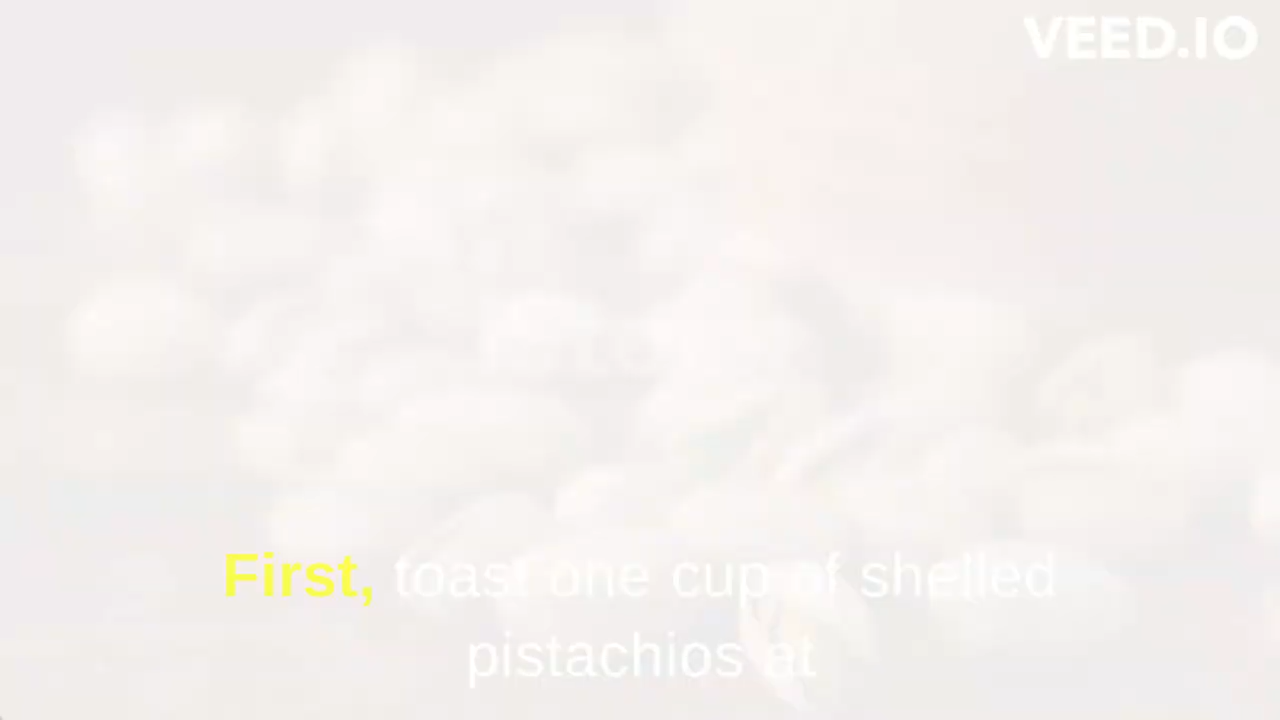 VEED.IO
First, toast one cup of shelled
pistachios at